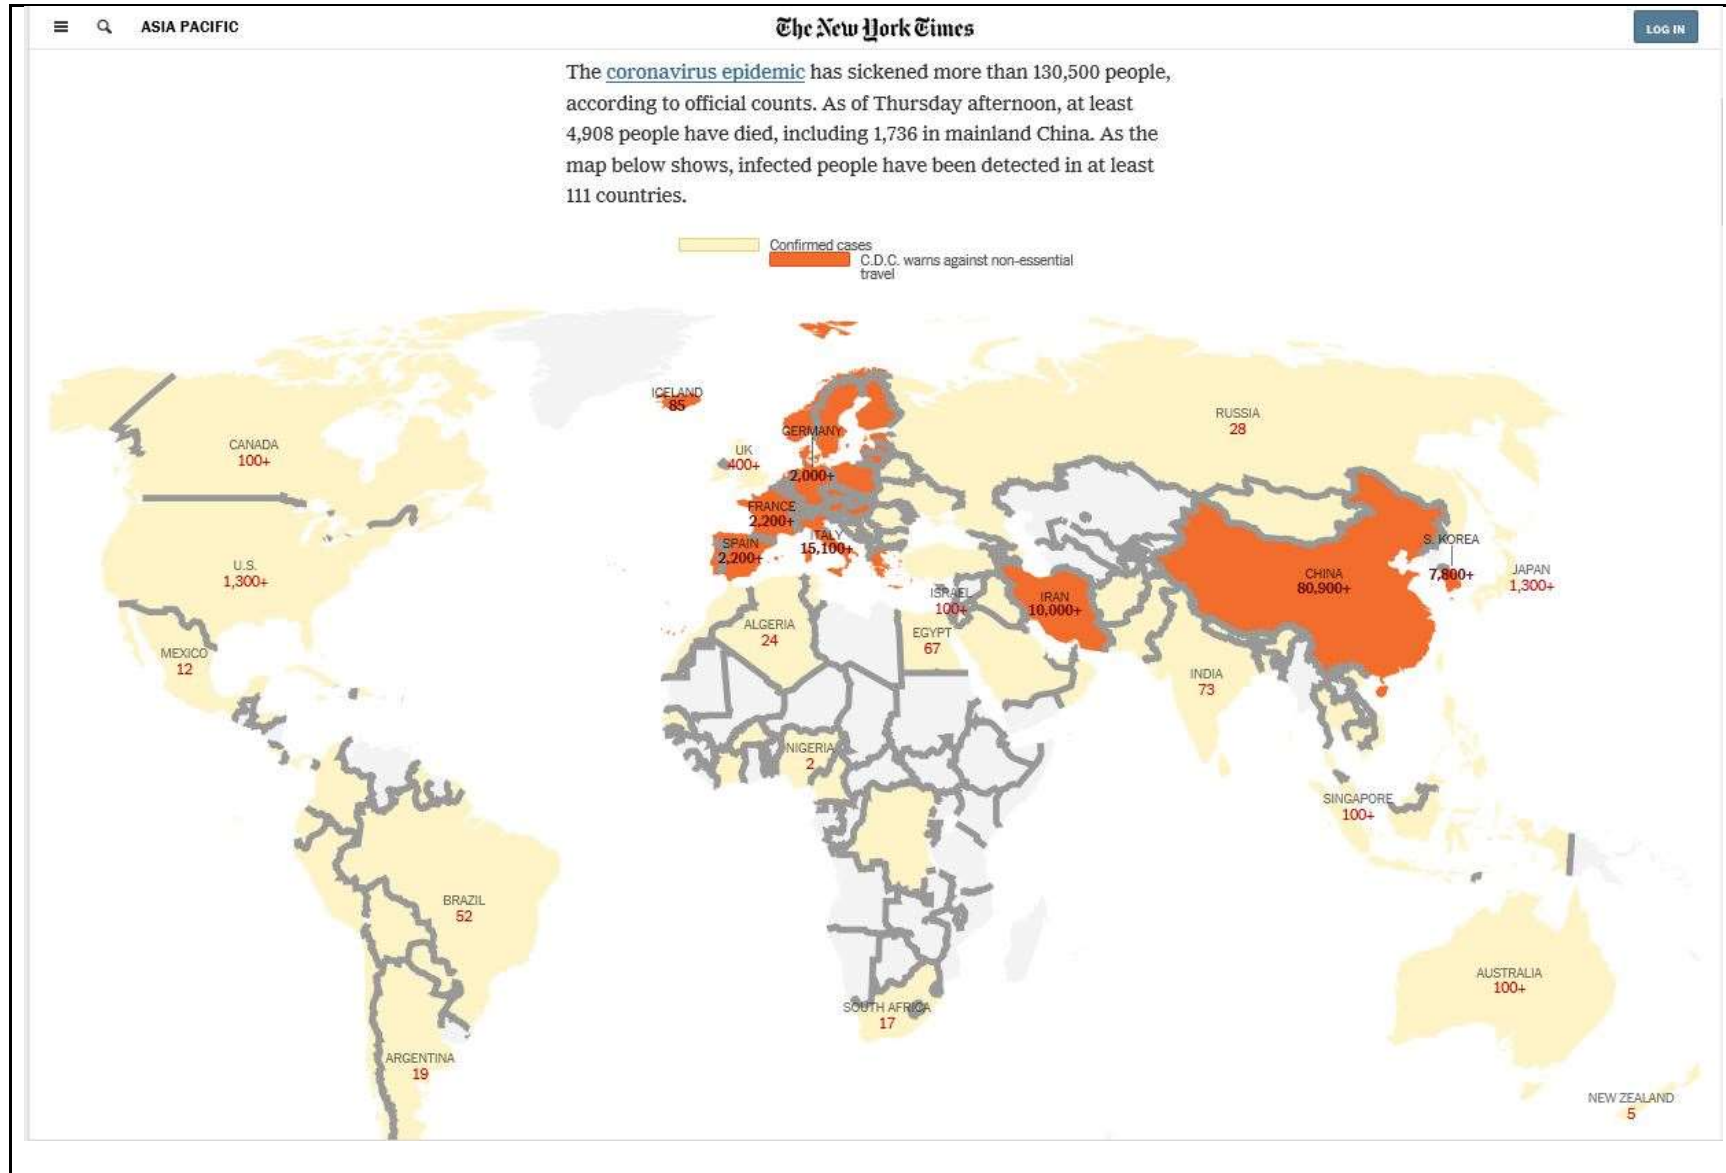 ASIA PACIFIC
The New York Times
LOG IN
The coronavirus epidemic has sickened more than 130,500 people,
according to official counts. As of Thursday afternoon, at least
4,908 people have died, including 1,736 in mainland China. As the
map below shows, infected people have been detected in at least
111 countries.
Confirmed cases
C.D.C. warns against non-essential
travel
ICELAND
85
RUSSIA
28
GERMANY
2,000+
CANADA
100+
UK
400+
FRANCE
2,200+
ITALY
15,100+
SPAIN
2,200+
S. KOREA
7,800+
U.S.
1,300+
CHINA
80,900+
JAPAN
1,300+
ISRAEL
100+
IRAN
10,000+
ALGERIA
24
EGYPT
67
MEXICO
12
INDIA
73
NIGERIA
2
SINGAPORE
100+
BRAZIL
52
AUSTRALIA
100+
SOUTH AFRICA
17
ARGENTINA
19
NEW ZEALAND
5